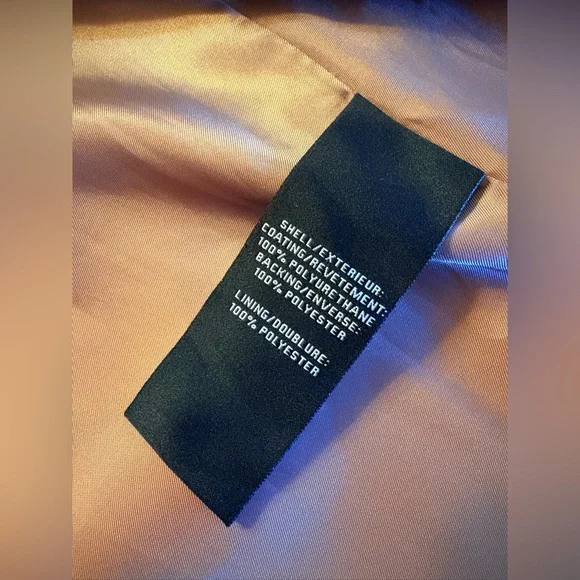 SHELL/EXTERIEUR:
COATING/REVETEMENT:
100% POLYURETHANE
BACKING/ENVERSE:
100% POLYESTER
LINING/DOUBLURE:
100% POLYESTER